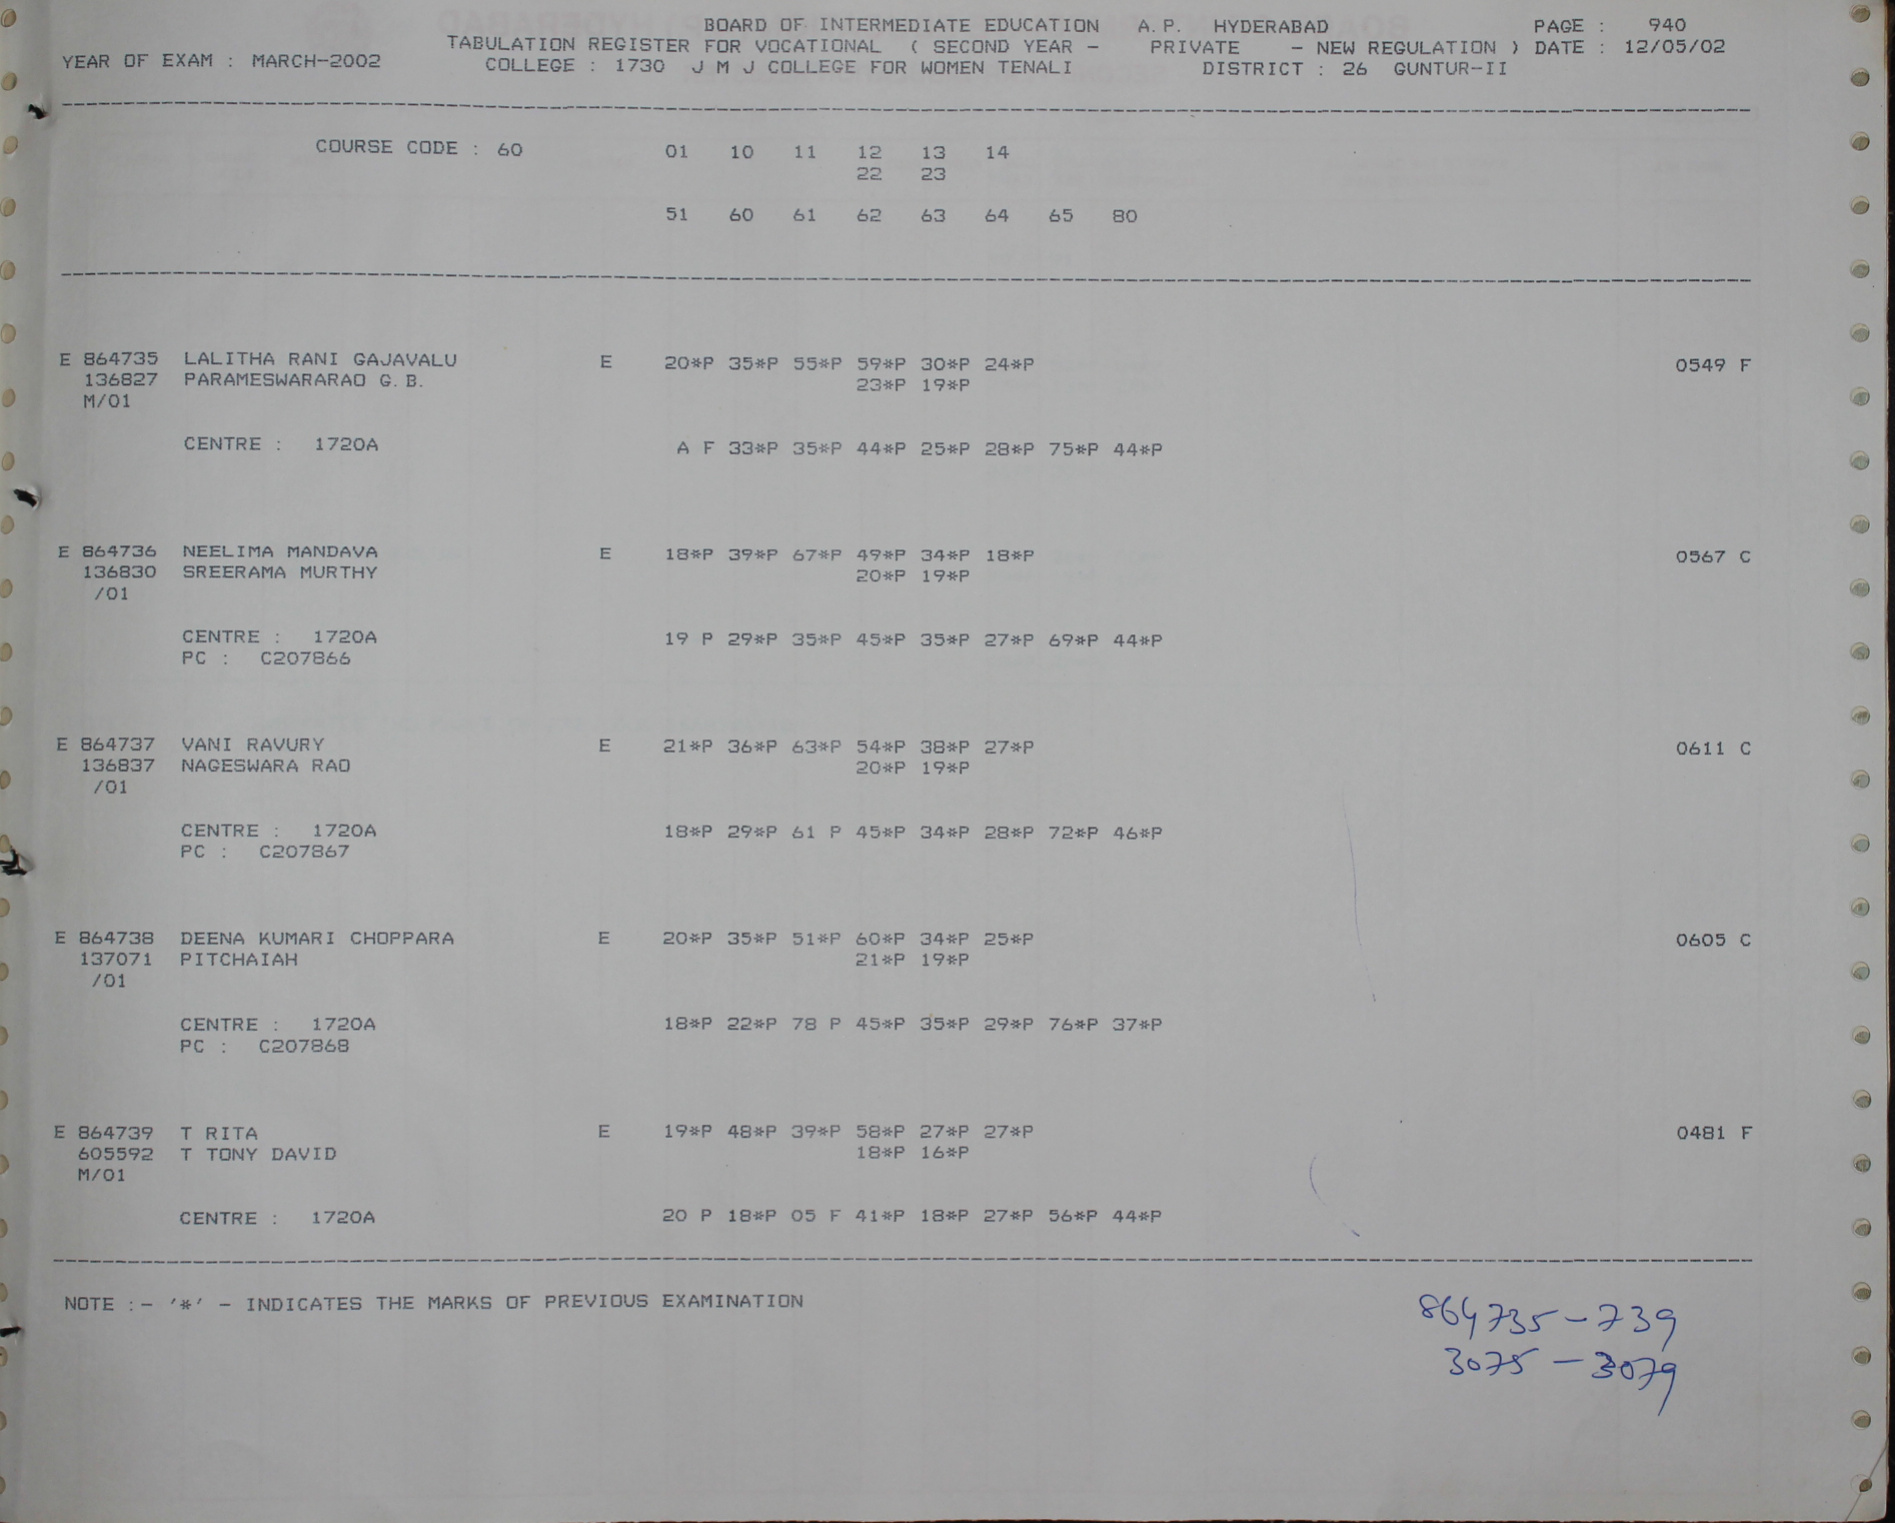 BOARD OF INTERMEDIATE EDUCATION A.P. HYDERABAD PAGE : 940
TABULATION REGISTER FOR VOCATIONAL ( SECOND YEAR - PRIVATE - NEW REGULATION ) DATE : 12/05/02
YEAR OF EXAM : MARCH-2002 COLLEGE : 1730 J M J COLLEGE FOR WOMEN TENALI DISTRICT : 26 GUNTUR-II
COURSE CODE : 60 01 10 11 12 13 14
22 23
51 60 61 62 63 64 65 80
E 864735 LALITHA RANI GAJAVALU E 20*P 35*P 55*P 59*P 30*P 24*P 0549 F
136827 PARAMESWARARAO G.B. 23*P 19*P
M/01
CENTRE : 1720A A F 33*P 35*P 44*P 25*P 28*P 75*P 44*P
E 864736 NEELIMA MANDAVA E 18*P 39*P 67*P 49*P 34*P 18*P 0567 C
136830 SREERAMA MURTHY 20*P 19*P
/01
CENTRE : 1720A 19 P 29*P 35*P 45*P 35*P 27*P 69*P 44*P
PC : C207866
E 864737 VANI RAVURY E 21*P 36*P 63*P 54*P 38*P 27*P 0611 C
136837 NAGESWARA RAO 20*P 19*P
/01
CENTRE : 1720A 18*P 29*P 61 P 45*P 34*P 28*P 72*P 46*P
PC : C207867
E 864738 DEENA KUMARI CHOPPARA E 20*P 35*P 51*P 60*P 34*P 25*P 0605 C
137071 PITCHAIAH 21*P 19*P
/01
CENTRE : 1720A 18*P 22*P 78 P 45*P 35*P 29*P 76*P 37*P
PC : C207868
E 864739 T RITA E 19*P 48*P 39*P 58*P 27*P 27*P 0481 F
605592 T TONY DAVID 18*P 16*P
M/01
CENTRE : 1720A 20 P 18*P 05 F 41*P 18*P 27*P 56*P 44*P
NOTE :- '*' - INDICATES THE MARKS OF PREVIOUS EXAMINATION
864735-739
3075-3079